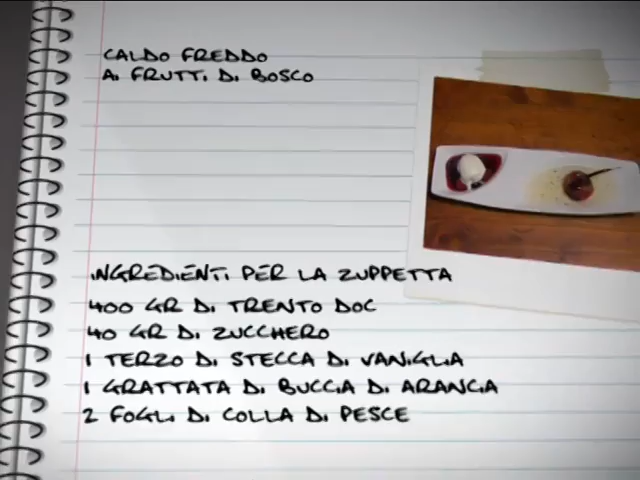 CALDO FREDDO
AI FRUTTI DI BOSCO
INGREDIENTI PER LA ZUPPETTA
400 GR DI TRENTO DOC
40 GR DI ZUCCHERO
1 TERZO DI STECCA DI VANIGLIA
1 GRATTATA DI BUCCIA DI ARANCIA
2 FOGLI DI COLLA DI PESCE